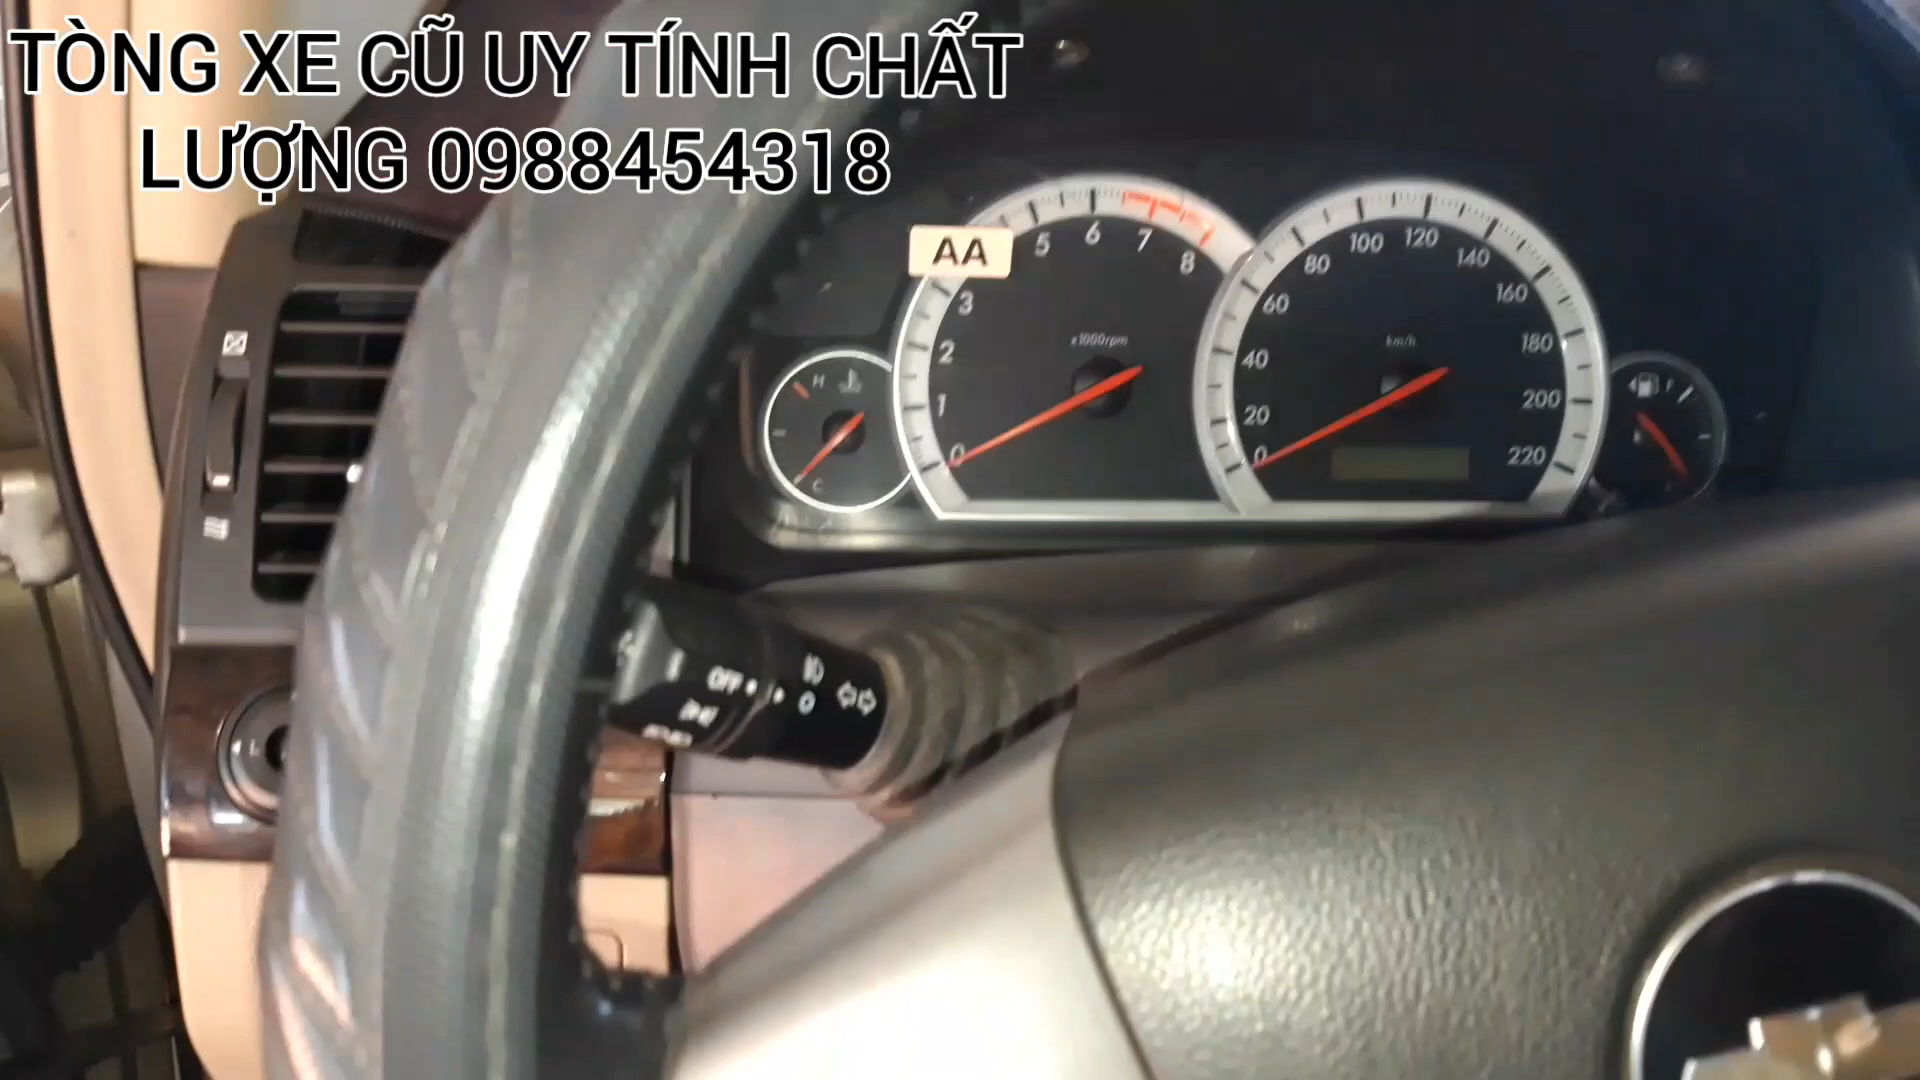 TÒNG XE CŨ UY TÍNH CHẤT
LƯỢNG 0988454318
AA
5 6 7 8
3
2
1
0
x1000rpm
H
C
80 100 120 140
60 160
40 180
20 200
0 220
km/h
F
OFF
L